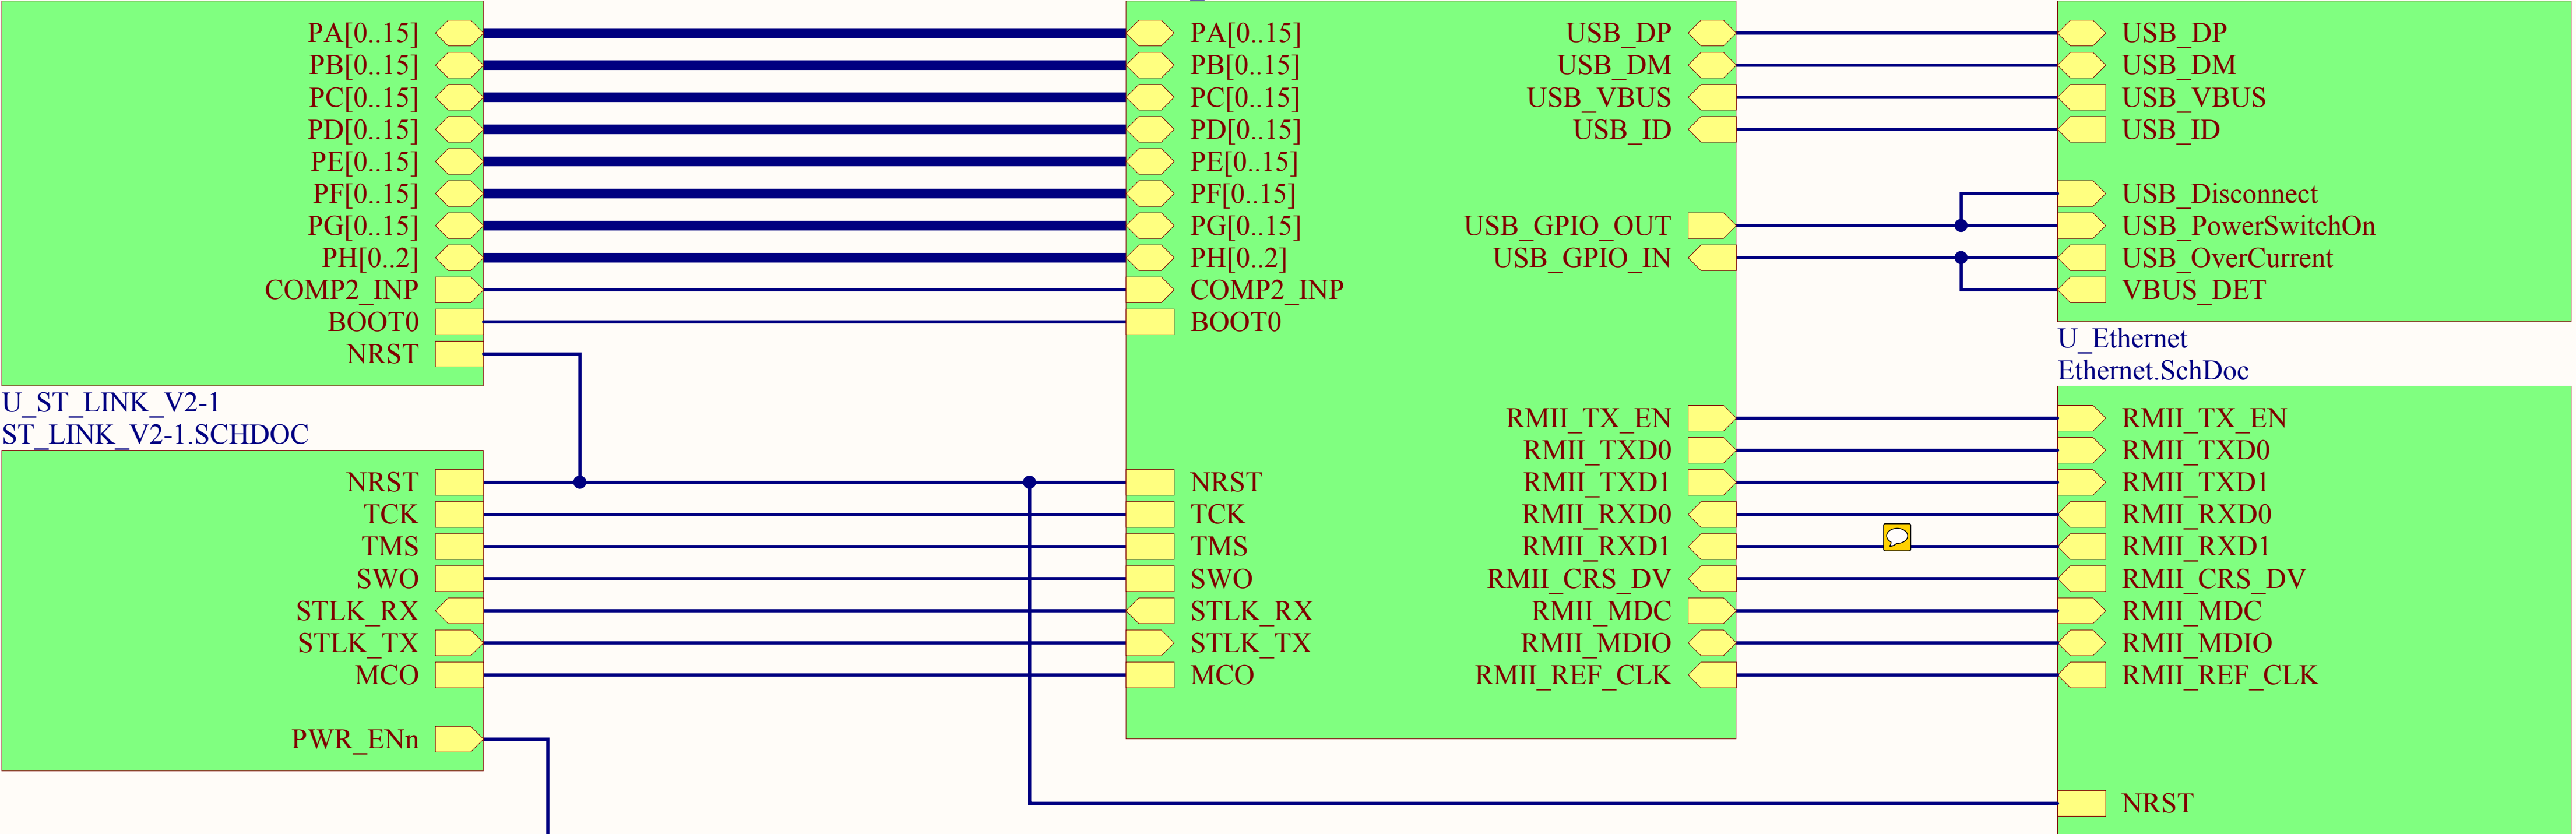 PA[0..15]
PB[0..15]
PC[0..15]
PD[0..15]
PE[0..15]
PF[0..15]
PG[0..15]
PH[0..2]
COMP2_INP
BOOT0
NRST
U_ST_LINK_V2-1
ST_LINK_V2-1.SCHDOC
NRST
TCK
TMS
SWO
STLK_RX
STLK_TX
MCO
PWR_ENn
PA[0..15]
PB[0..15]
PC[0..15]
PD[0..15]
PE[0..15]
PF[0..15]
PG[0..15]
PH[0..2]
COMP2_INP
BOOT0
NRST
TCK
TMS
SWO
STLK_RX
STLK_TX
MCO
USB_DP
USB_DM
USB_VBUS
USB_ID
USB_GPIO_OUT
USB_GPIO_IN
RMII_TX_EN
RMII_TXD0
RMII_TXD1
RMII_RXD0
RMII_RXD1
RMII_CRS_DV
RMII_MDC
RMII_MDIO
RMII_REF_CLK
USB_DP
USB_DM
USB_VBUS
USB_ID
USB_Disconnect
USB_PowerSwitchOn
USB_OverCurrent
VBUS_DET
U_Ethernet
Ethernet.SchDoc
RMII_TX_EN
RMII_TXD0
RMII_TXD1
RMII_RXD0
RMII_RXD1
RMII_CRS_DV
RMII_MDC
RMII_MDIO
RMII_REF_CLK
NRST